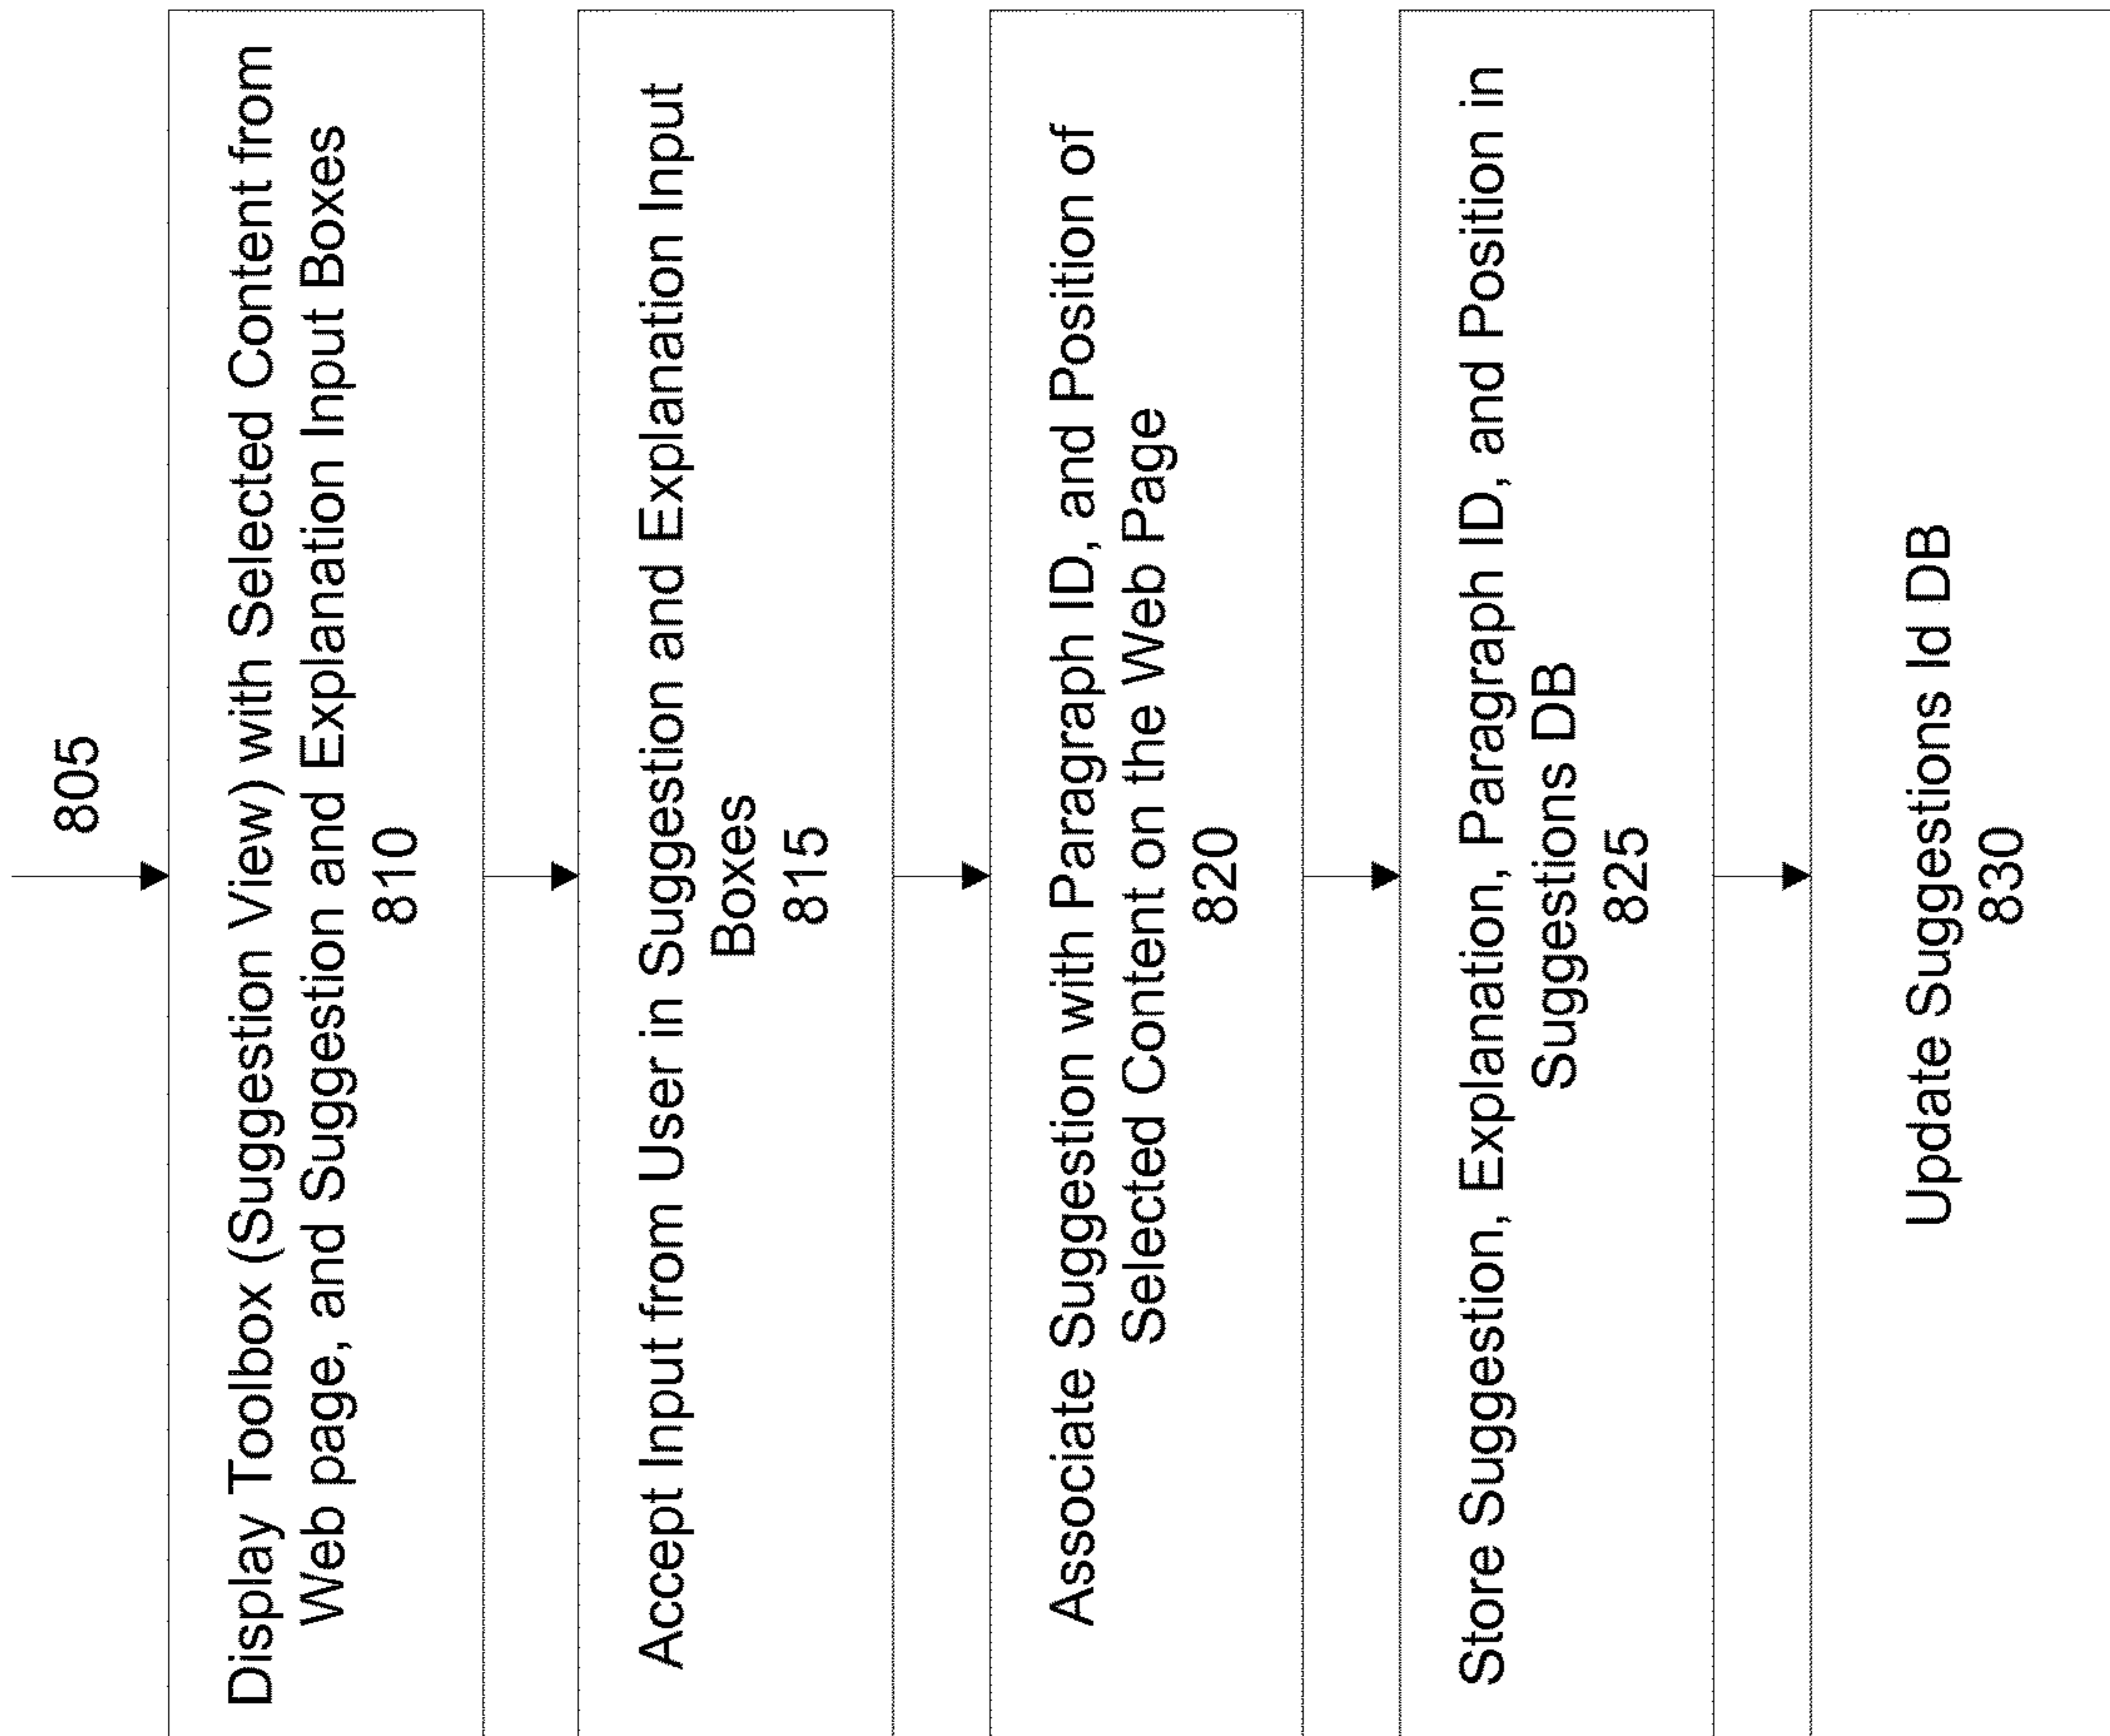 805
Display Toolbox (Suggestion View) with Selected Content from
Web page, and Suggestion and Explanation Input Boxes
810
Accept Input from User in Suggestion and Explanation Input
Boxes
815
Associate Suggestion with Paragraph ID, and Position of
Selected Content on the Web Page
820
Store Suggestion, Explanation, Paragraph ID, and Position in
Suggestions DB
825
Update Suggestions Id DB
830